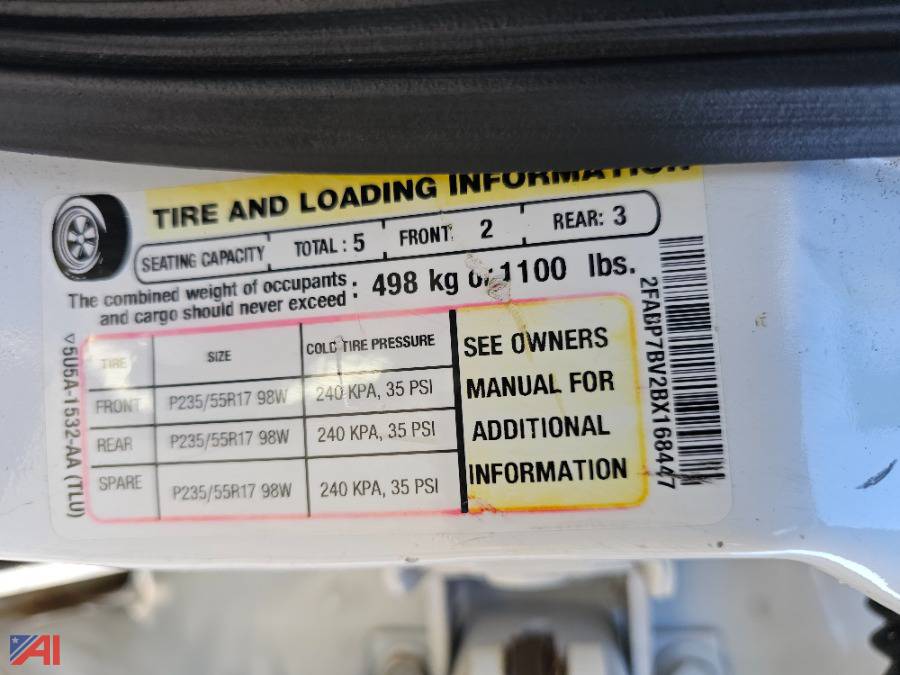 TIRE AND LOADING INFORMATION
SEATING CAPACITY TOTAL : 5 FRONT: 2 REAR: 3
The combined weight of occupants
and cargo should never exceed : 498 kg or 1100 lbs.
TIRE SIZE COLD TIRE PRESSURE
FRONT P235/55R17 98W 240 KPA, 35 PSI
REAR P235/55R17 98W 240 KPA, 35 PSI
SPARE P235/55R17 98W 240 KPA, 35 PSI
SEE OWNERS
MANUAL FOR
ADDITIONAL
INFORMATION
5U5A-1532-AA (TLU)
2FABP7BV2BX168447
AI